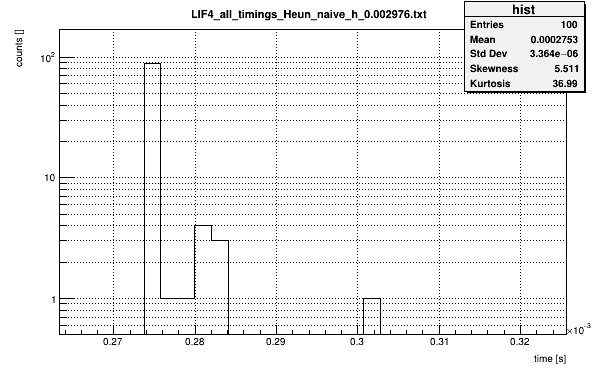 LIF4_all_timings_Heun_naive_h_0.002976.txt
hist
Entries 100
Mean 0.0002753
Std Dev 3.364e−06
Skewness 5.511
Kurtosis 36.99
counts []
10²
10
1
0.27 0.28 0.29 0.3 0.31 0.32
×10⁻³
time [s]